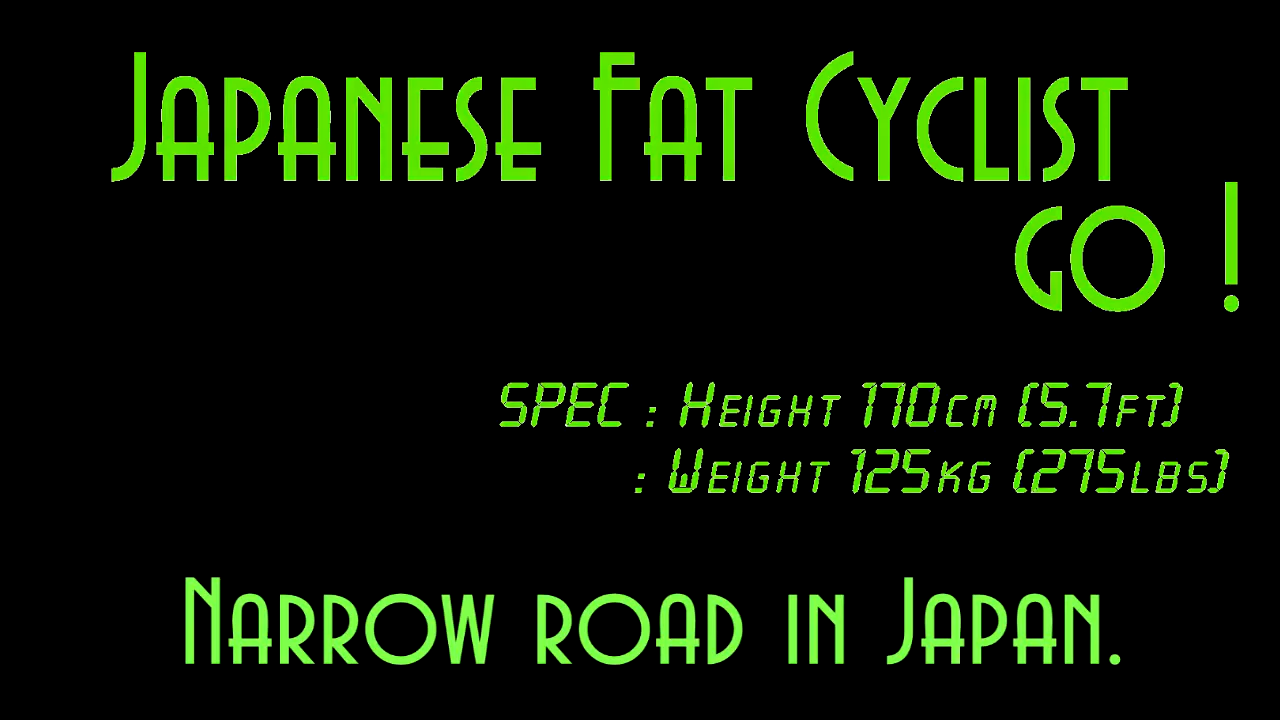 Japanese Fat Cyclist
go !
SPEC : Height 170cm (5.7ft)
: Weight 125kg (275lbs)
Narrow road in Japan.